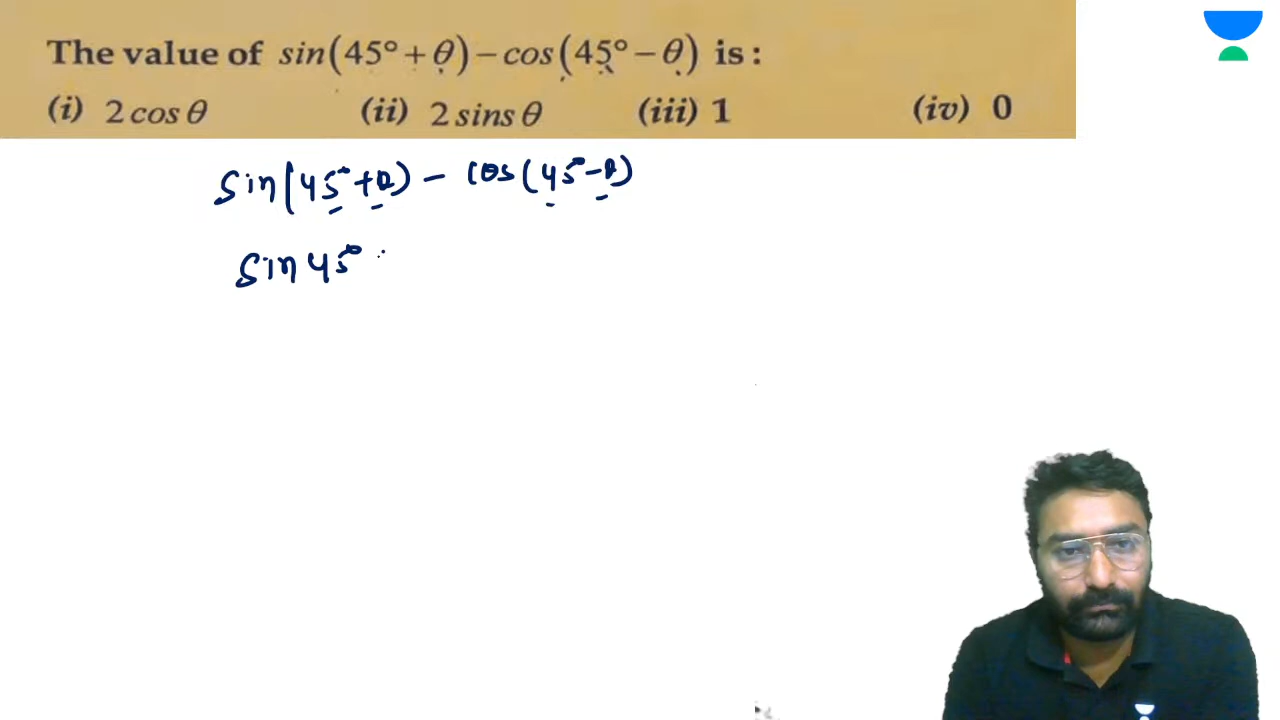 The value of sin(45° + θ) − cos(45° − θ) is :
(i) 2 cos θ (ii) 2 sins θ (iii) 1 (iv) 0
sin(45° + θ) − cos(45° − θ)
sin 45°